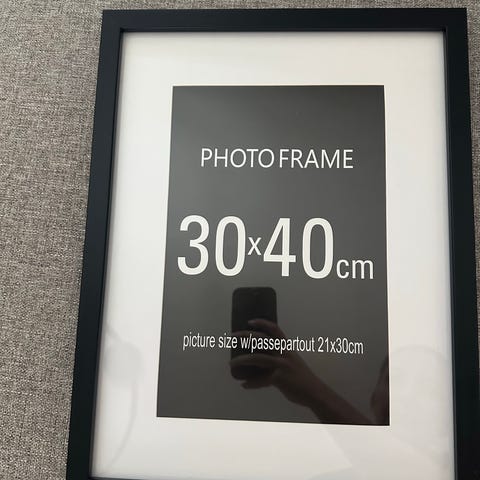 PHOTO FRAME
30x40cm
picture size w/passepartout 21x30cm